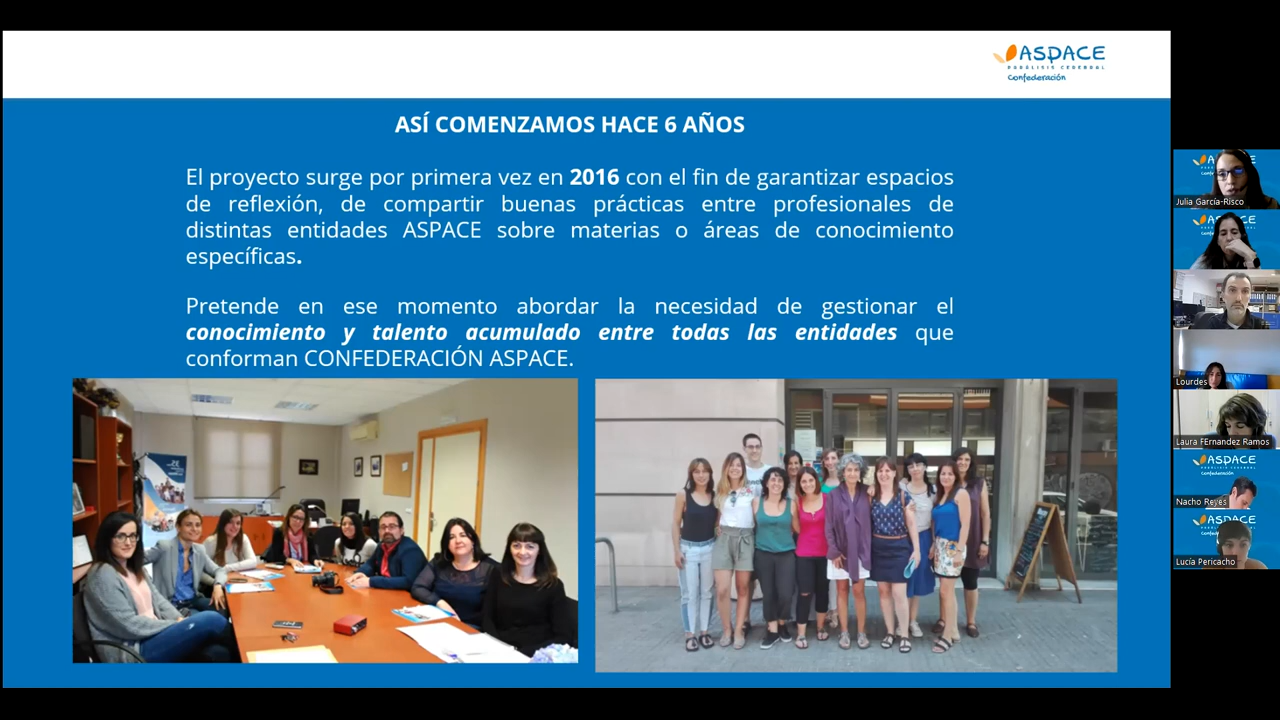 ASPACE
PARÁLISIS CEREBRAL
Confederación
ASÍ COMENZAMOS HACE 6 AÑOS
El proyecto surge por primera vez en 2016 con el fin de garantizar espacios
de reflexión, de compartir buenas prácticas entre profesionales de
distintas entidades ASPACE sobre materias o áreas de conocimiento
específicas.
Pretende en ese momento abordar la necesidad de gestionar el
conocimiento y talento acumulado entre todas las entidades que
conforman CONFEDERACIÓN ASPACE.
Julia García-Risco
Lourdes
Laura FErnandez Ramos
ASPACE
Confederación
Nacho Reyes
ASPACE
Lucía Pericacho